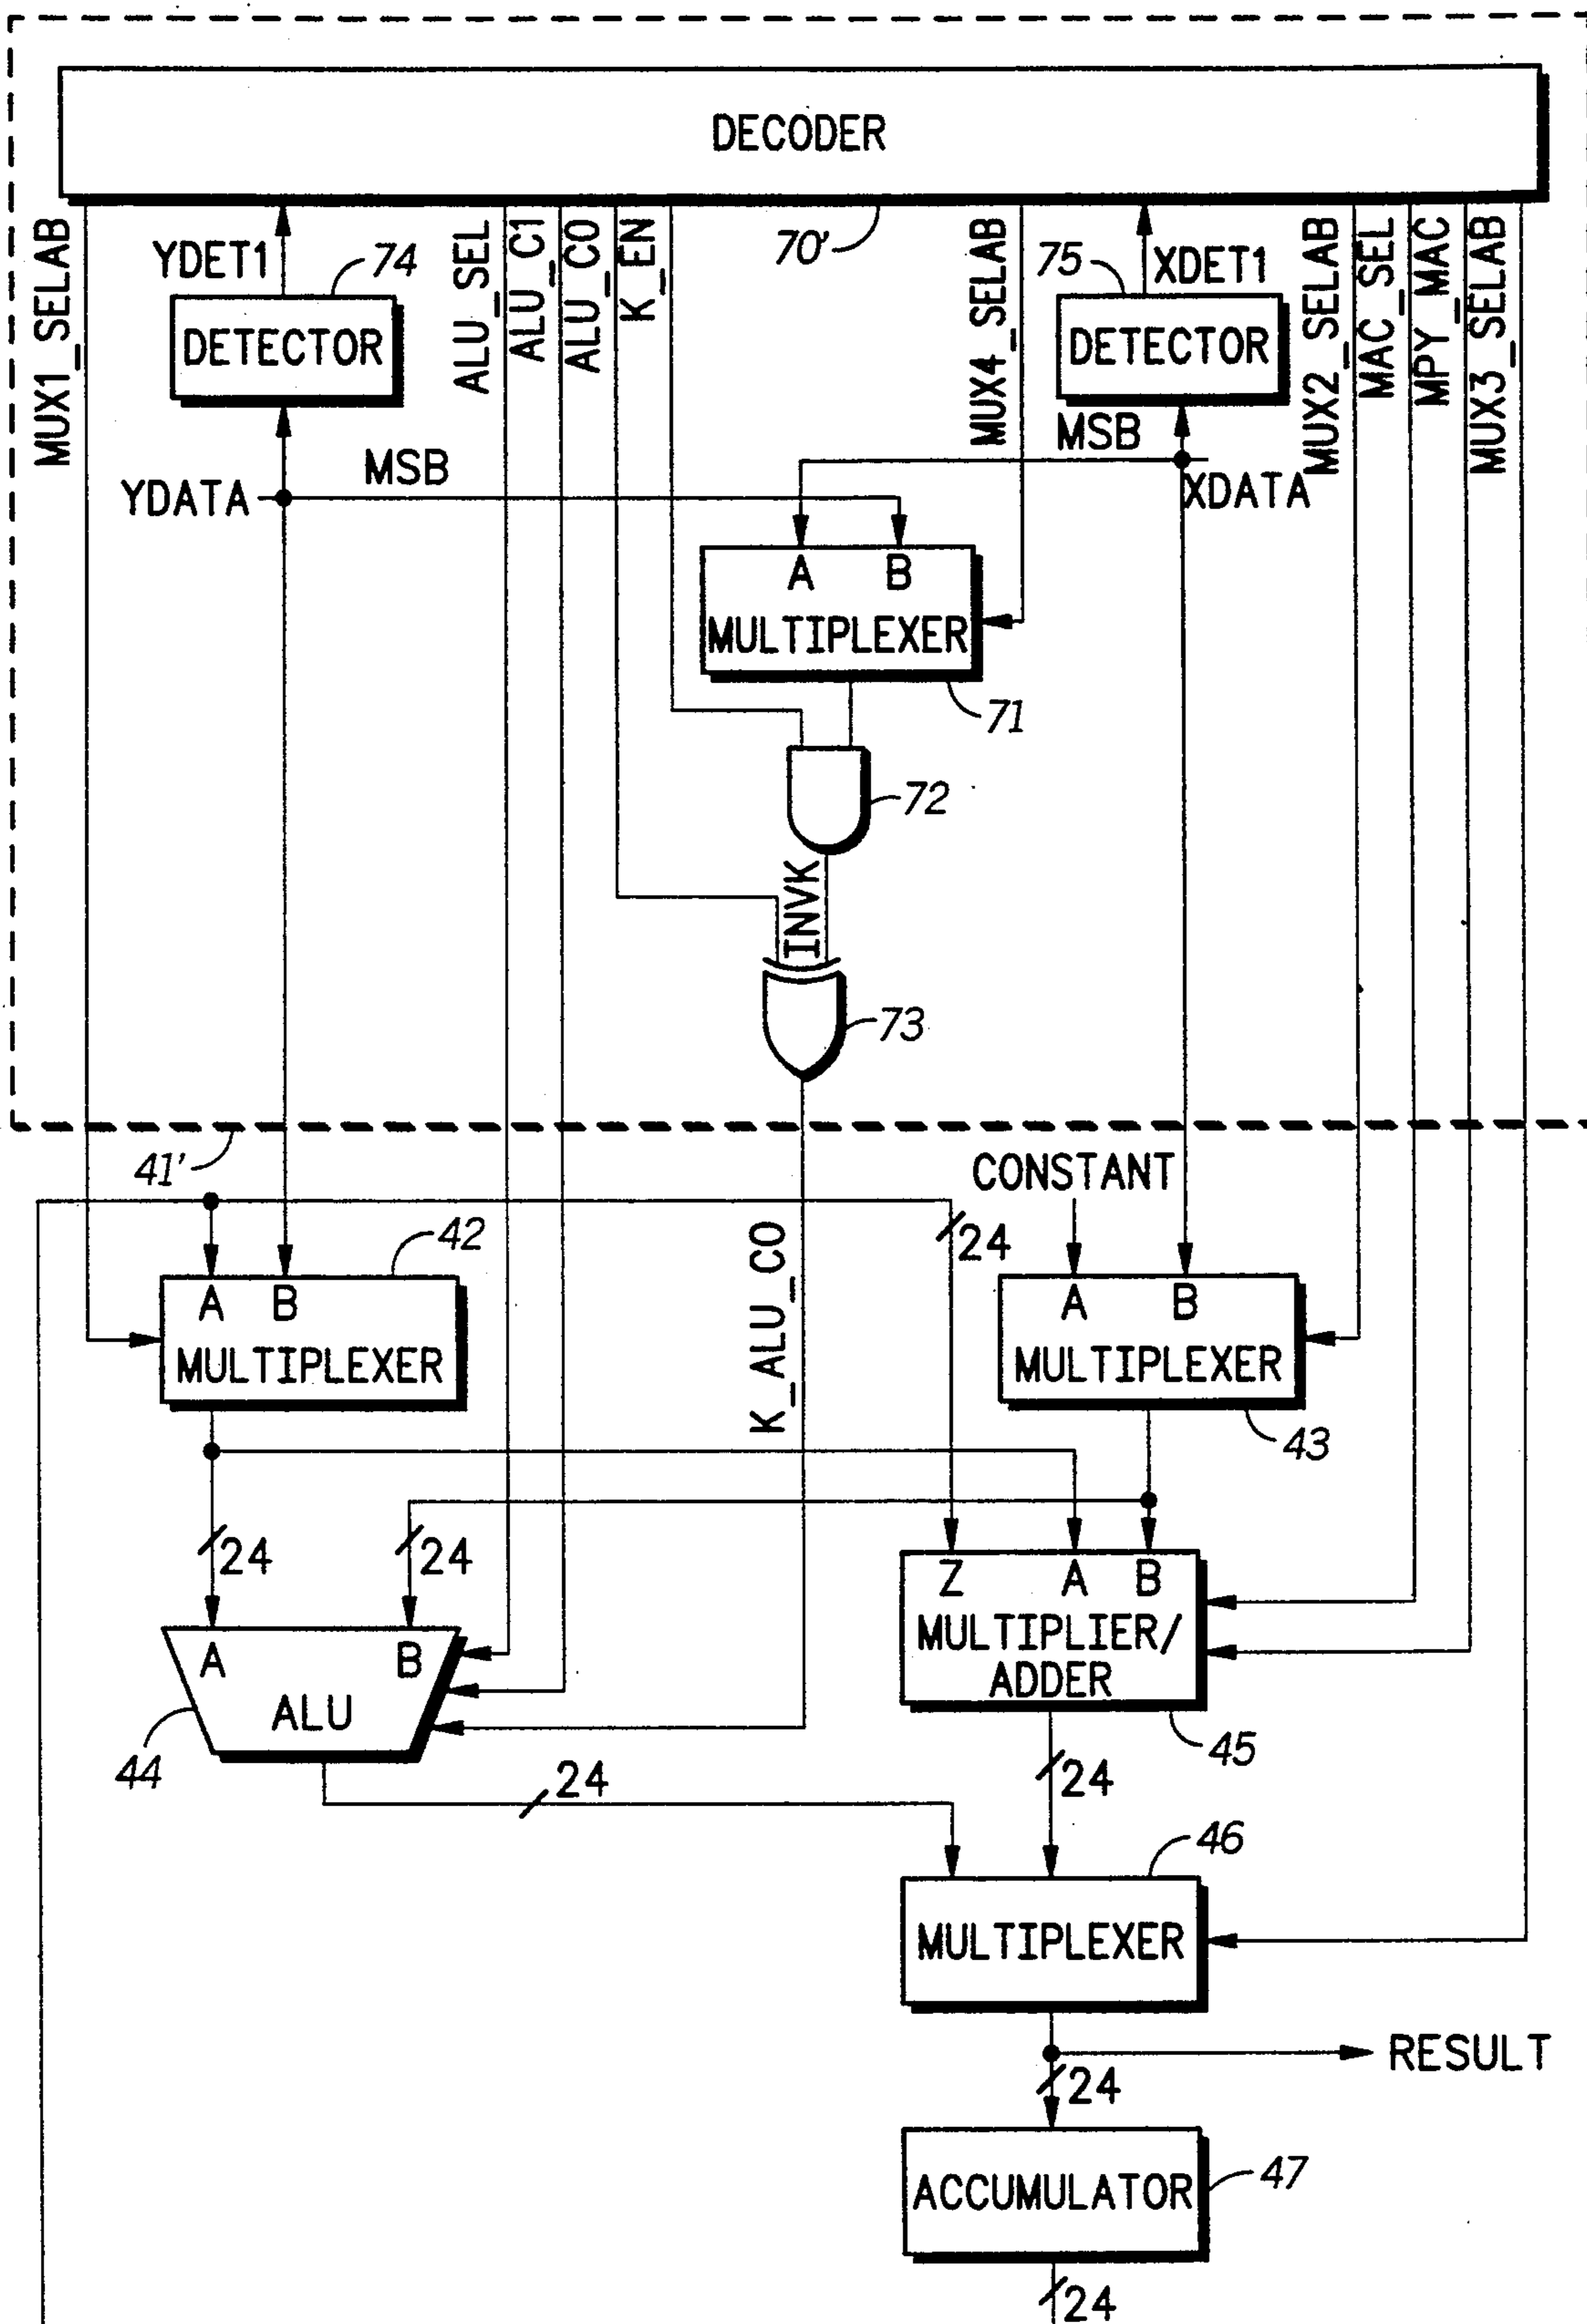 DECODER
MUX1_SELAB
YDET1
74
ALU_SEL
ALU_C1
ALU_C0
K_EN
70'
MUX4_SELAB
75
XDET1
MUX2_SELAB
MAC_SEL
MPY_MAC
MUX3_SELAB
DETECTOR
DETECTOR
MSB
MSB
YDATA
XDATA
A B
MULTIPLEXER
71
72
INVK
73
41'
CONSTANT
42
24
K_ALU_CO
A B
MULTIPLEXER
A B
MULTIPLEXER
43
24
24
Z A B
MULTIPLIER/
ADDER
A B
ALU
44
45
24
24
46
MULTIPLEXER
RESULT
24
ACCUMULATOR
47
24